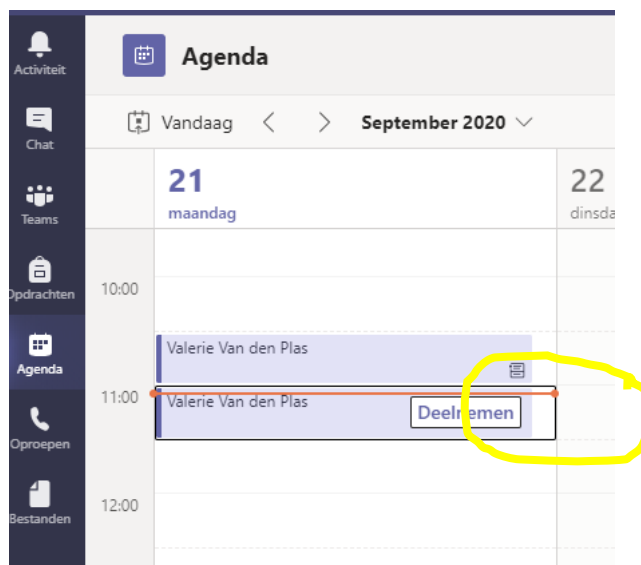 Activiteit
Chat
Teams
Opdrachten
Agenda
Oproepen
Bestanden
Agenda
Vandaag
September 2020
21
maandag
22
dinsda
10:00
Valerie Van den Plas
11:00
Valerie Van den Plas
Deelnemen
12:00